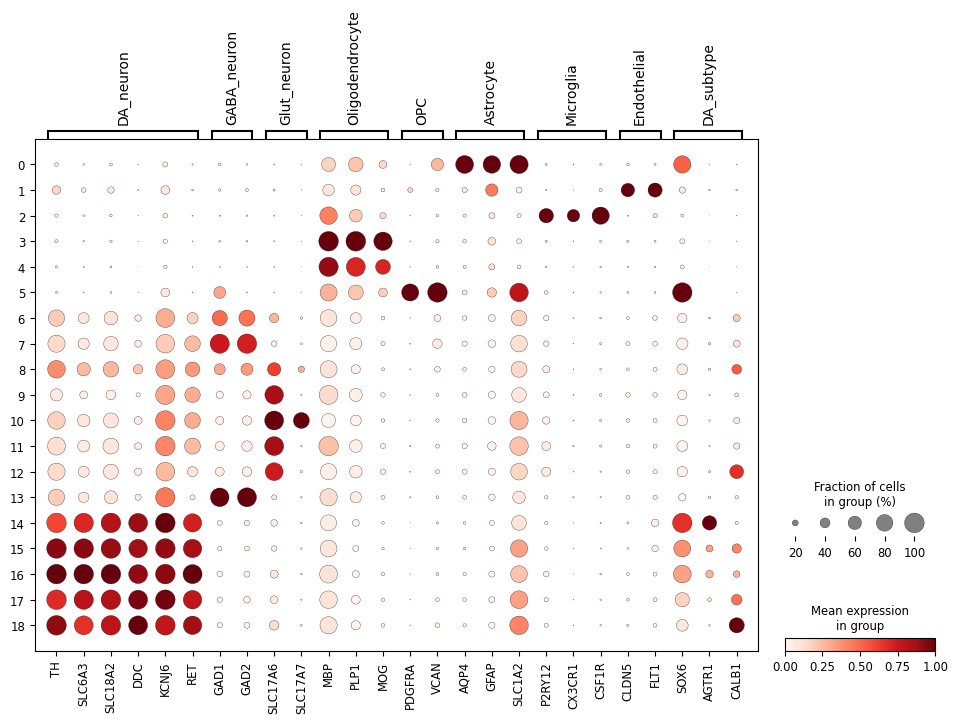 DA_neuron
GABA_neuron
Glut_neuron
Oligodendrocyte
OPC
Astrocyte
Microglia
Endothelial
DA_subtype
0
1
2
3
4
5
6
7
8
9
10
11
12
13
14
15
16
17
18
TH
SLC6A3
SLC18A2
DDC
KCNJ6
RET
GAD1
GAD2
SLC17A6
SLC17A7
MBP
PLP1
MOG
PDGFRA
VCAN
AQP4
GFAP
SLC1A2
P2RY12
CX3CR1
CSF1R
CLDN5
FLT1
SOX6
AGTR1
CALB1
Fraction of cells
in group (%)
20 40 60 80 100
Mean expression
in group
0.00 0.25 0.50 0.75 1.00